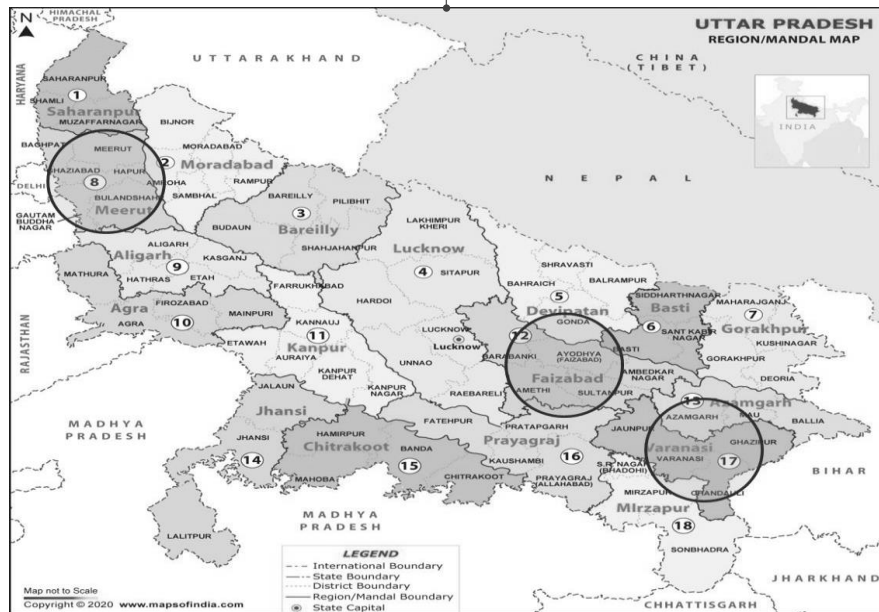 HIMACHAL
PRADESH
N
UTTAR PRADESH
REGION/MANDAL MAP
UTTARAKHAND
CHINA
(TIBET)
HARYANA
INDIA
SAHARANPUR
1
SHAMLI
Saharanpur
MUZAFFARNAGAR
BIJNOR
BAGHPAT
MEERUT
MORADABAD
2
Moradabad
GHAZIABAD
HAPUR
8
AMROHA
RAMPUR
DELHI
BULANDSHAHR
SAMBHAL
Meerut
GAUTAM
BUDDHA
NAGAR
NEPAL
BAREILLY
PILIBHIT
3
BUDAUN
Bareilly
SHAHJAHANPUR
LAKHIMPUR
KHERI
Lucknow
4
SITAPUR
HARDOI
ALIGARH
Aligarh
KASGANJ
9
HATHRAS
ETAH
MATHURA
FARRUKHABAD
FIROZABAD
Agra
MAINPURI
AGRA
10
RAJASTHAN
SHRAVASTI
BAHRAICH
BALRAMPUR
5
Devipatan
GONDA
SIDDHARTHNAGAR
Basti
MAHARAJGANJ
7
6
SANT KABIR
NAGAR
Gorakhpur
KUSHINAGAR
BASTI
GORAKHPUR
DEORIA
KANNAUJ
11
ETAWAH
Kanpur
AURAIYA
KANPUR
DEHAT
KANPUR
NAGAR
LUCKNOW
Lucknow
UNNAO
RAEBARELI
12
BARABANKI
AYODHYA
(FAIZABAD)
Faizabad
AMBEDKAR
NAGAR
AMETHI
SULTANPUR
13
Azamgarh
AZAMGARH
MAU
BALLIA
JALAUN
Jhansi
MADHYA
PRADESH
JHANSI
14
HAMIRPUR
Chitrakoot
BANDA
15
MAHOBA
CHITRAKOOT
FATEHPUR
PRATAPGARH
Prayagraj
KAUSHAMBI
16
PRAYAGRAJ
(ALLAHABAD)
JAUNPUR
GHAZIPUR
Varanasi
VARANASI
17
S.R. NAGAR
(BHADOHI)
CHANDAULI
BIHAR
MIRZAPUR
MIrzapur
18
SONBHADRA
LALITPUR
MADHYA
PRADESH
JHARKHAND
CHHATTISGARH
LEGEND
International Boundary
State Boundary
District Boundary
Region/Mandal Boundary
State Capital
Map not to Scale
Copyright © 2020 www.mapsofindia.com